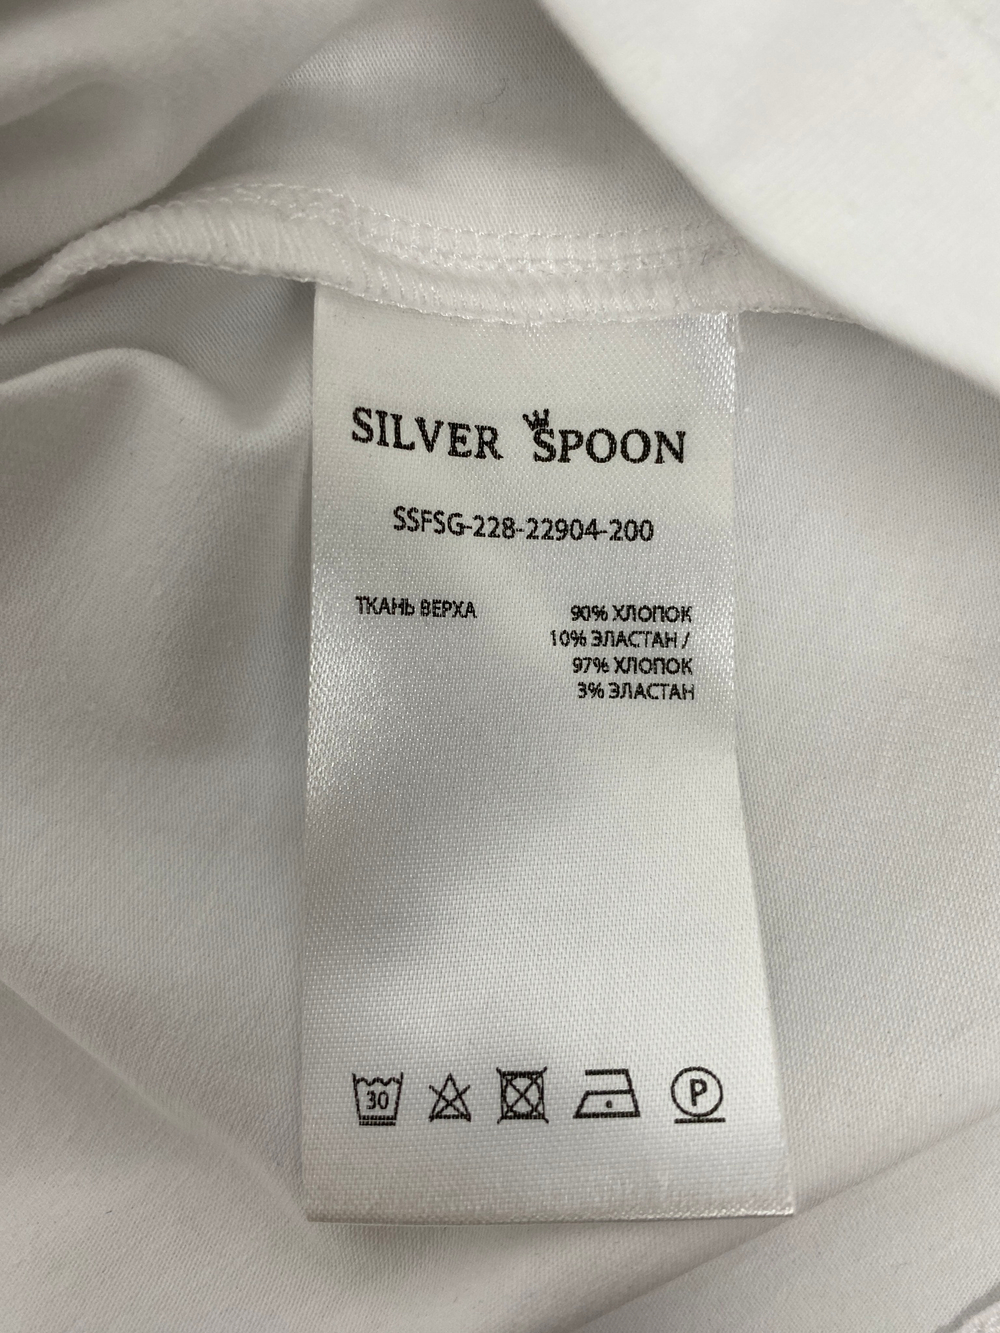 SILVER SPOON
SSFSG-228-22904-200
ТКАНЬ ВЕРХА 90% ХЛОПОК
10% ЭЛАСТАН /
97% ХЛОПОК
3% ЭЛАСТАН
30 P